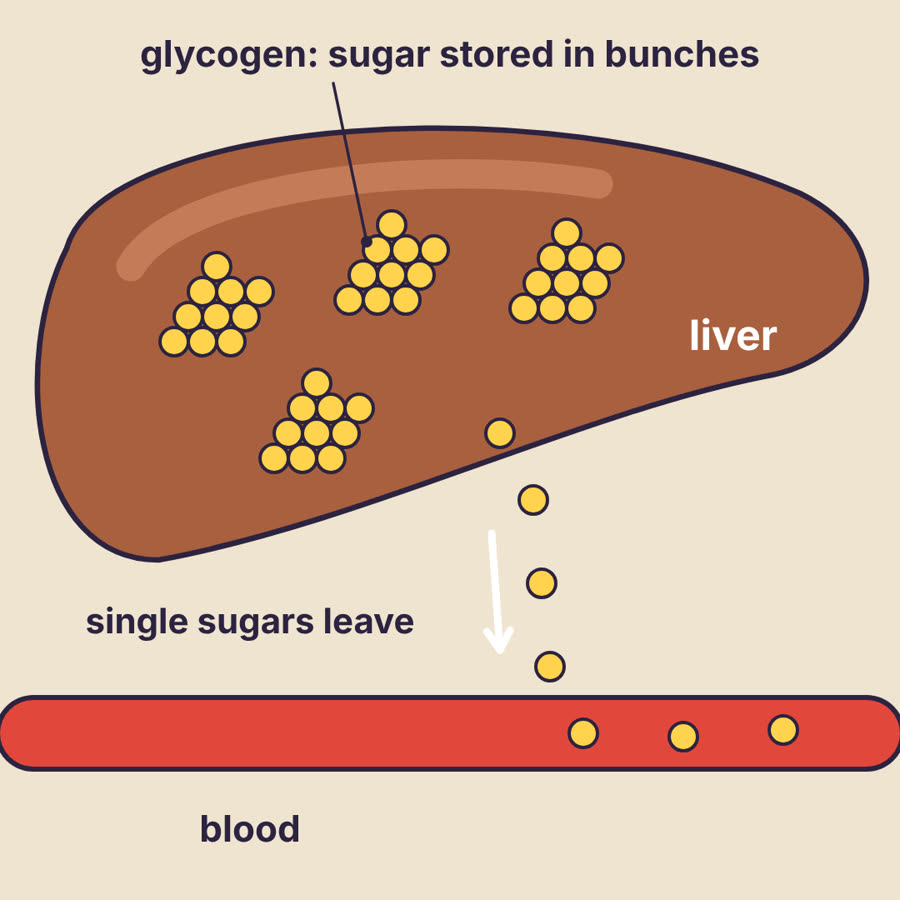 glycogen: sugar stored in bunches
liver
single sugars leave
blood